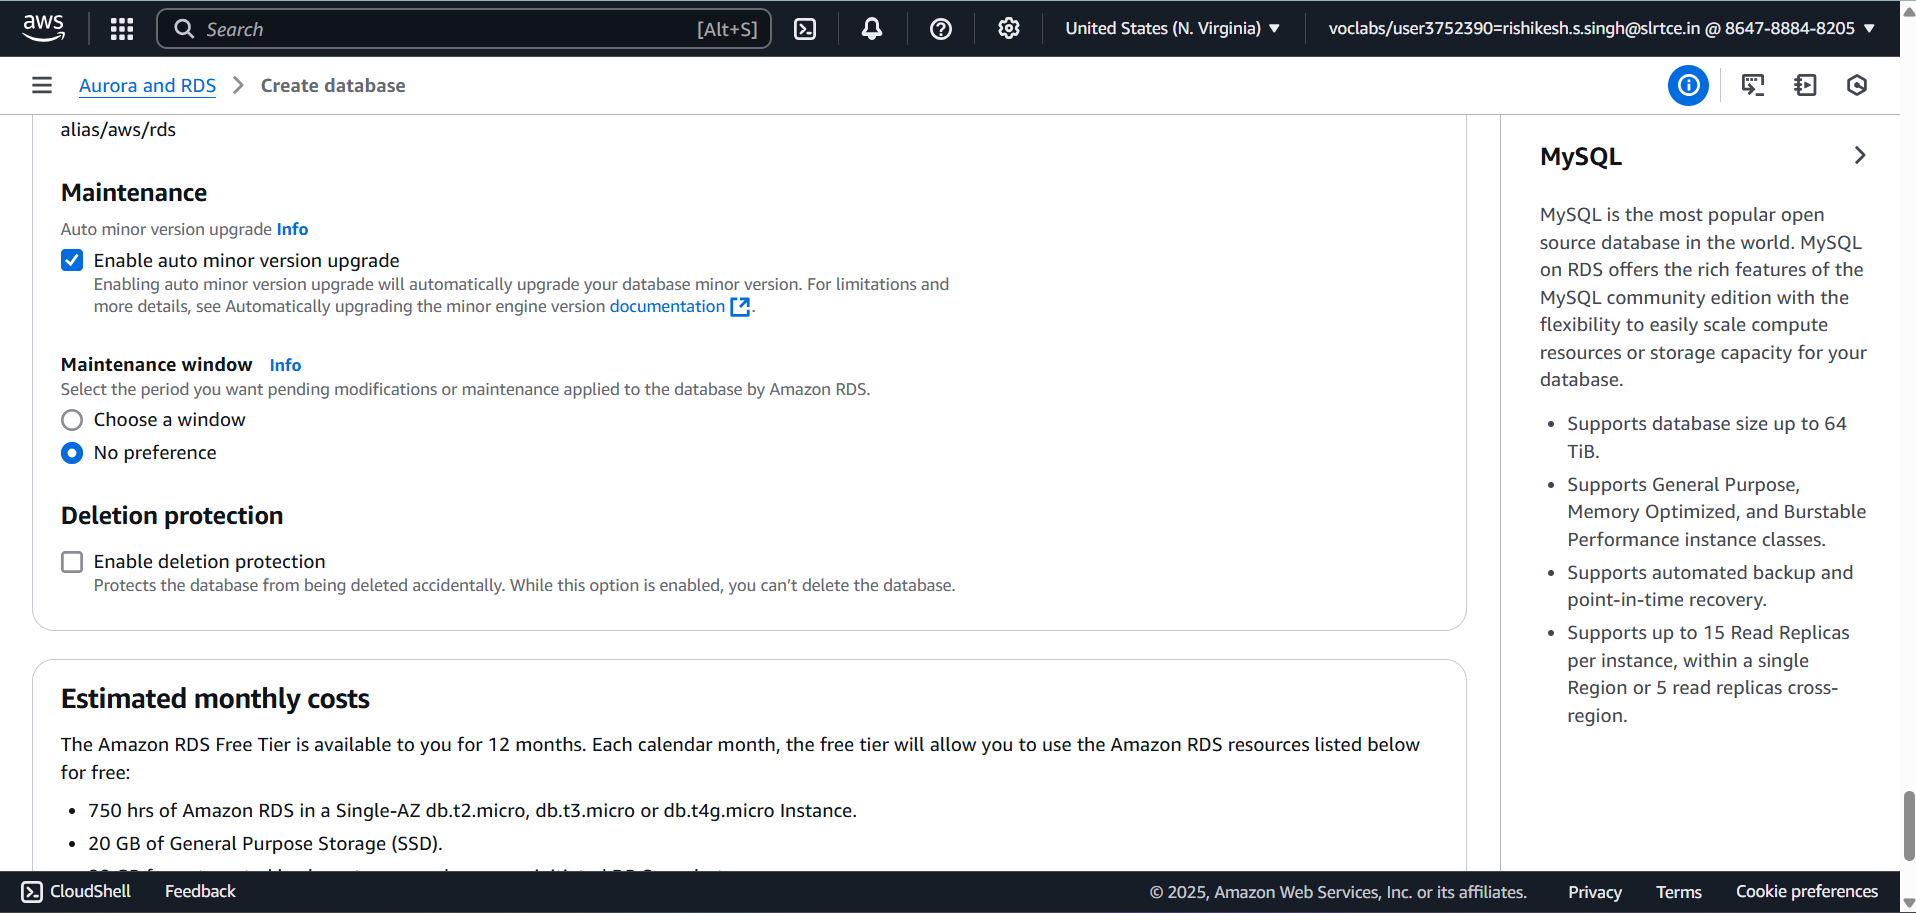 aws
Search [Alt+S]
United States (N. Virginia) ▼
voclabs/user3752390=rishikesh.s.singh@slrtce.in @ 8647-8884-8205 ▼
Aurora and RDS > Create database
alias/aws/rds
Maintenance
Auto minor version upgrade Info
Enable auto minor version upgrade
Enabling auto minor version upgrade will automatically upgrade your database minor version. For limitations and
more details, see Automatically upgrading the minor engine version documentation.
Maintenance window Info
Select the period you want pending modifications or maintenance applied to the database by Amazon RDS.
Choose a window
No preference
Deletion protection
Enable deletion protection
Protects the database from being deleted accidentally. While this option is enabled, you can’t delete the database.
Estimated monthly costs
The Amazon RDS Free Tier is available to you for 12 months. Each calendar month, the free tier will allow you to use the Amazon RDS resources listed below
for free:
• 750 hrs of Amazon RDS in a Single-AZ db.t2.micro, db.t3.micro or db.t4g.micro Instance.
• 20 GB of General Purpose Storage (SSD).
MySQL
MySQL is the most popular open
source database in the world. MySQL
on RDS offers the rich features of the
MySQL community edition with the
flexibility to easily scale compute
resources or storage capacity for your
database.
• Supports database size up to 64
TiB.
• Supports General Purpose,
Memory Optimized, and Burstable
Performance instance classes.
• Supports automated backup and
point-in-time recovery.
• Supports up to 15 Read Replicas
per instance, within a single
Region or 5 read replicas cross-
region.
CloudShell
Feedback
© 2025, Amazon Web Services, Inc. or its affiliates.
Privacy
Terms
Cookie preferences